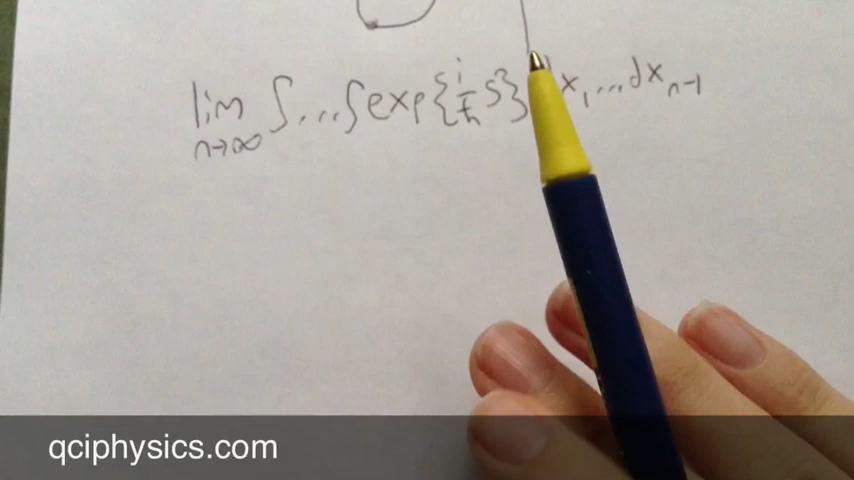 lim ∫...∫exp{i/ħ S} dx₁...dxₙ₋₁
n→∞
qciphysics.com